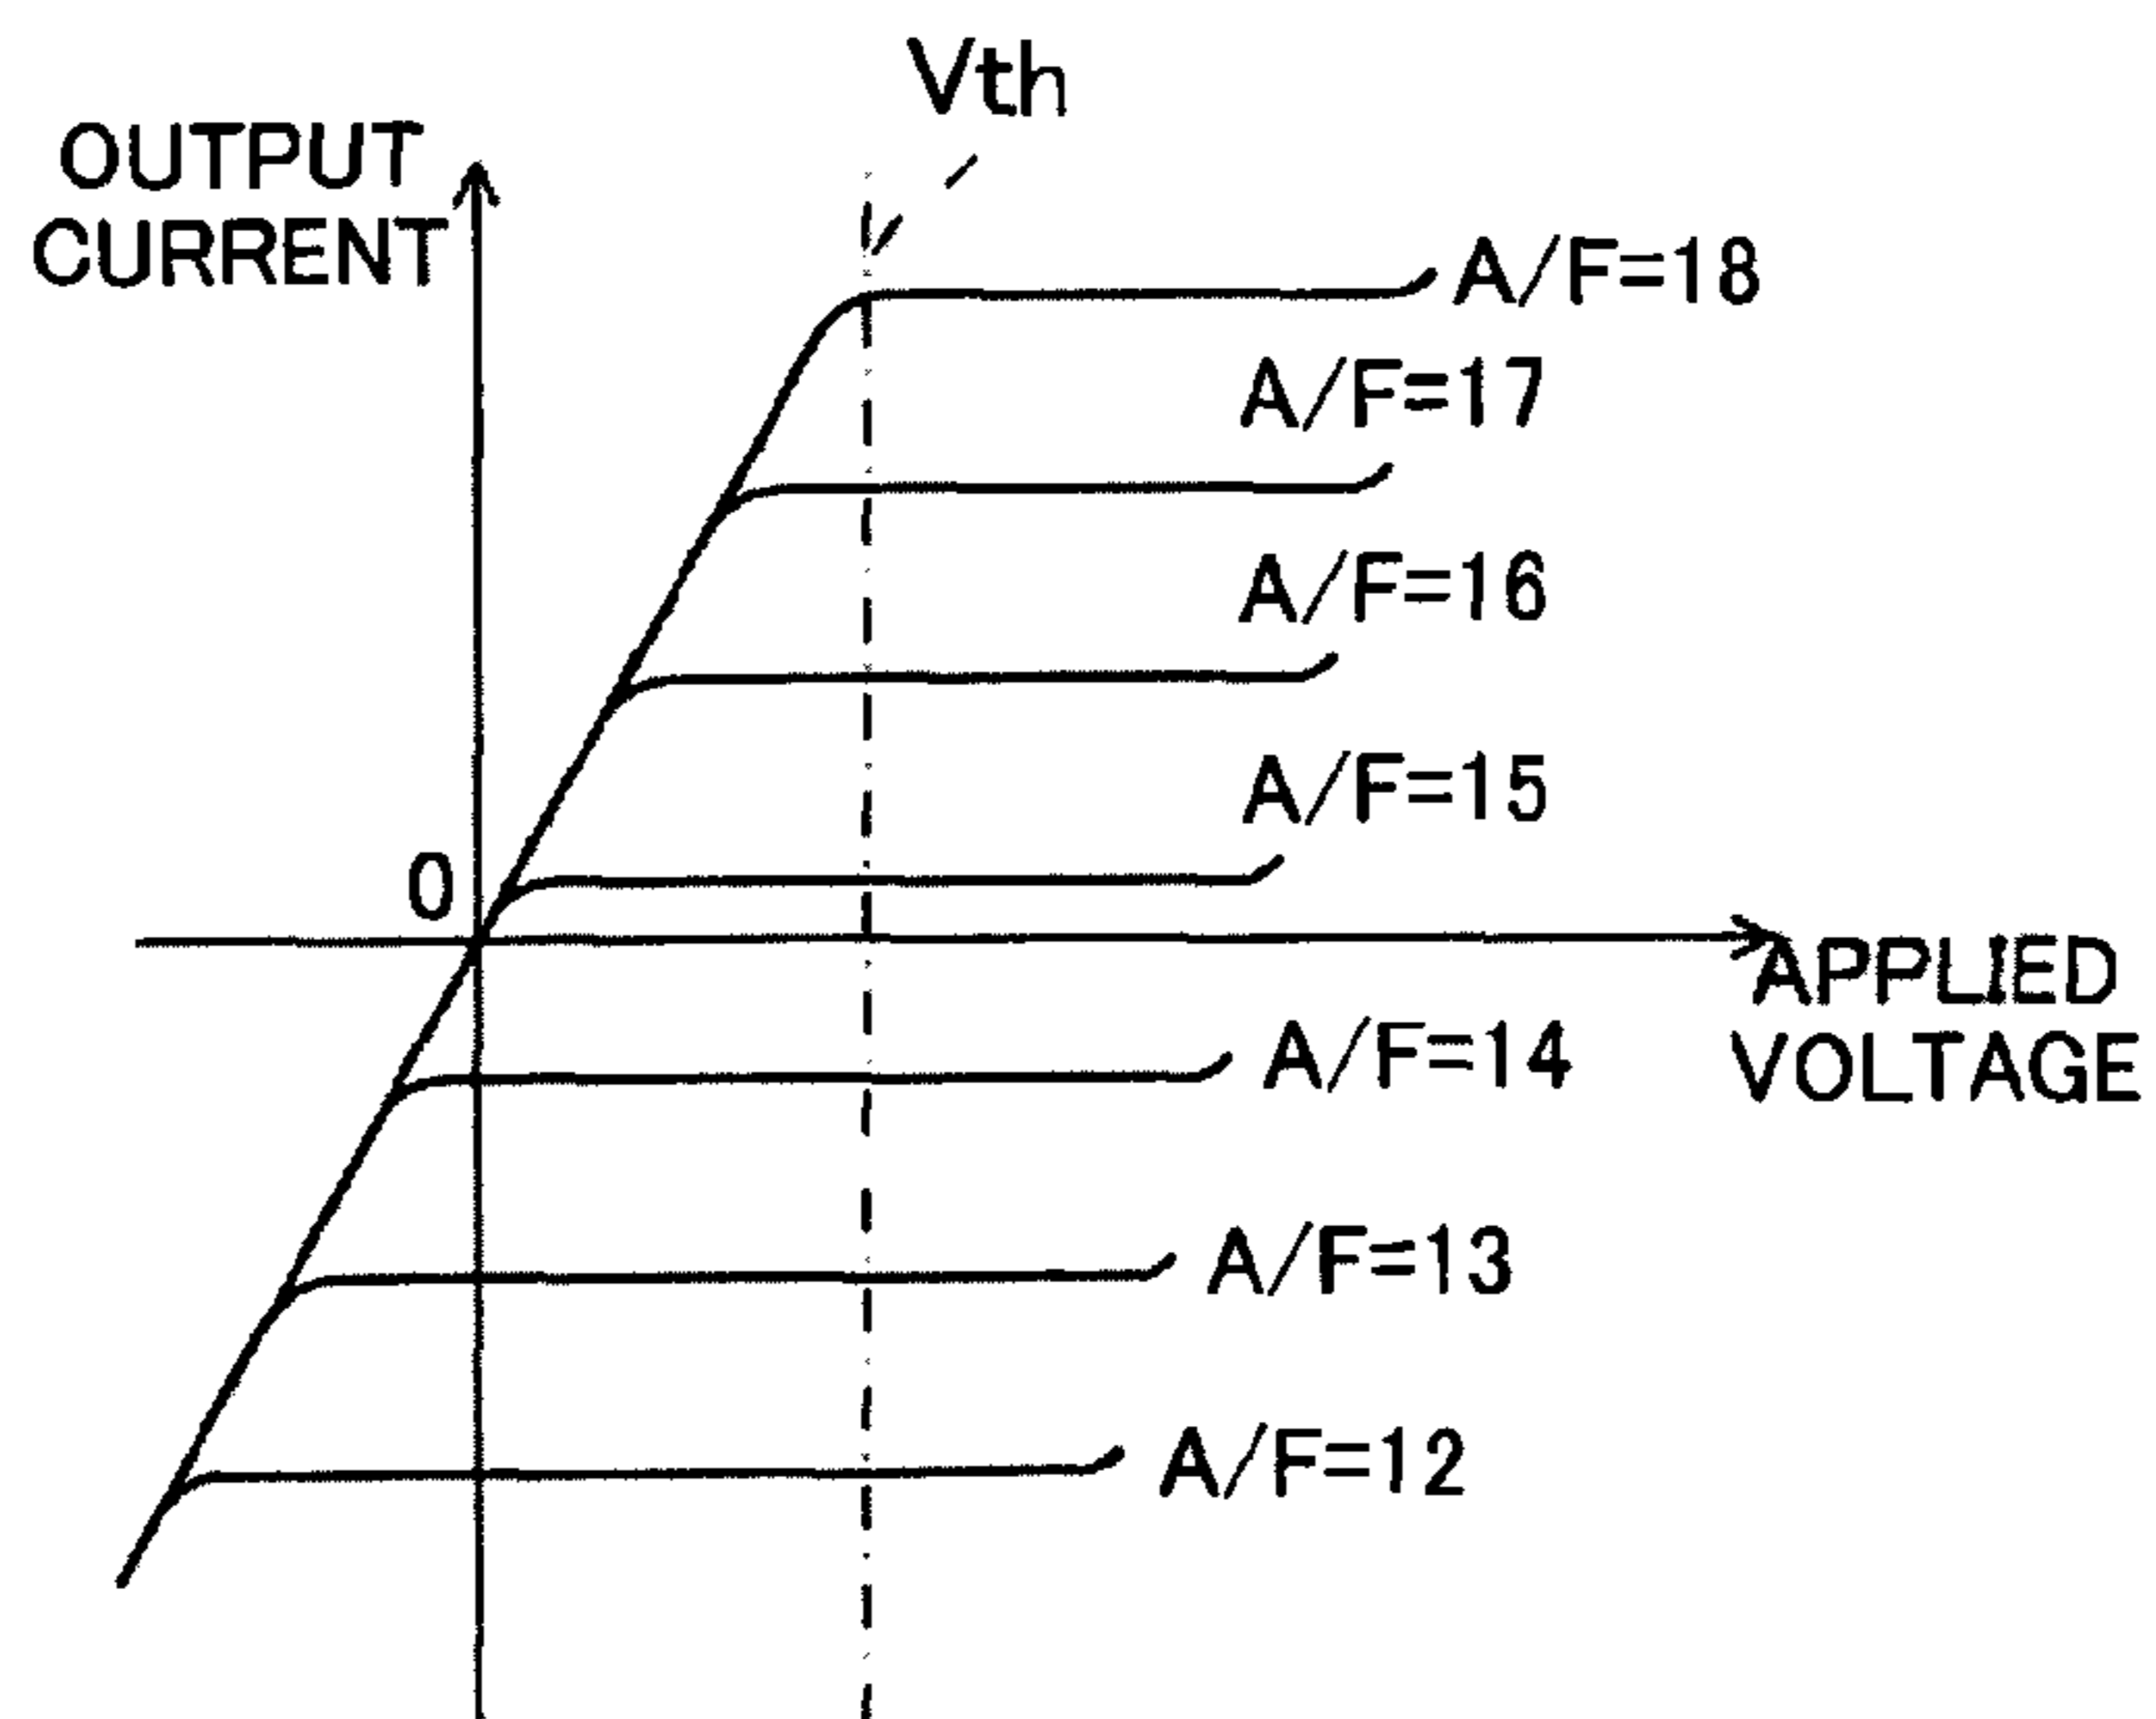 Vth
OUTPUT
CURRENT
A/F=18
A/F=17
A/F=16
A/F=15
0
APPLIED
VOLTAGE
A/F=14
A/F=13
A/F=12